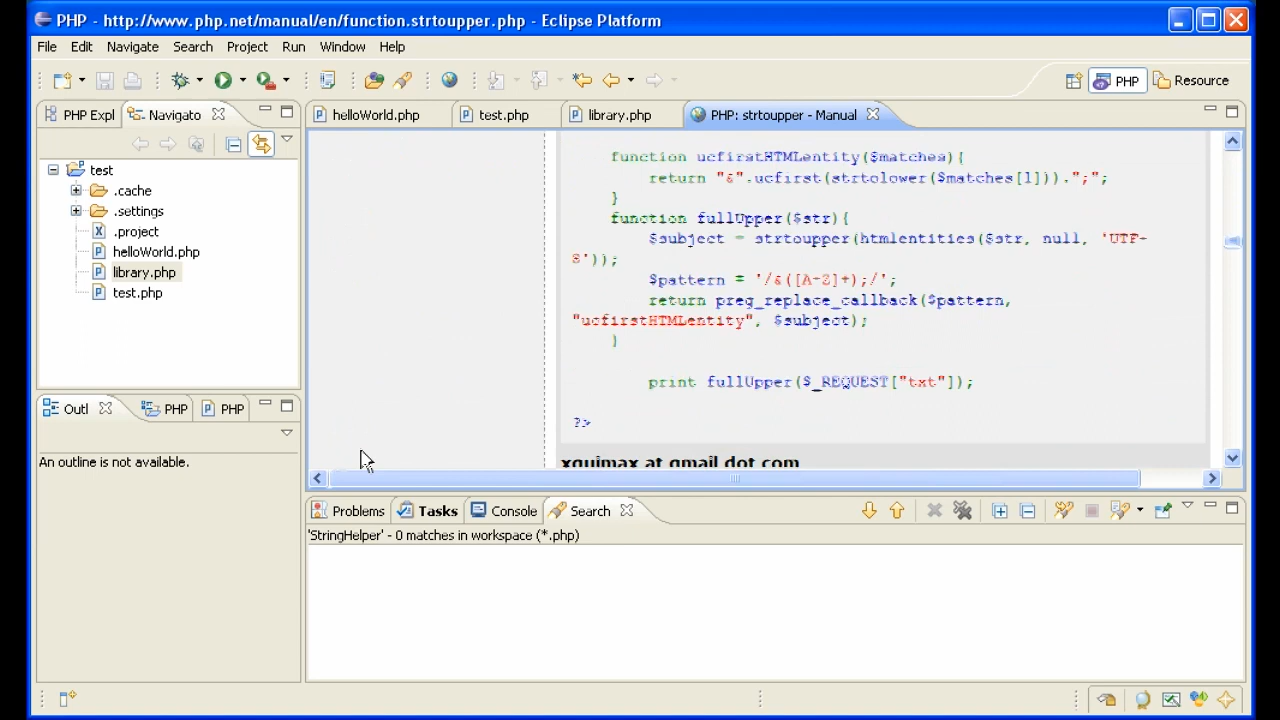 PHP - http://www.php.net/manual/en/function.strtoupper.php - Eclipse Platform
File Edit Navigate Search Project Run Window Help
PHP Resource
PHP Expl Navigato
helloWorld.php test.php library.php PHP: strtoupper - Manual
test
.cache
.settings
.project
helloWorld.php
library.php
test.php
function ucfirstHTMLentity($matches){
return "&".ucfirst(strtolower($matches[1])).";";
}
function fullUpper($str){
$subject = strtoupper(htmlentities($str, null, 'UTF-
8'));
$pattern = '/&([A-Z]+);/';
return preg_replace_callback($pattern,
"ucfirstHTMLentity", $subject);
}
print fullUpper($_REQUEST["txt"]);
?>
xquimax at gmail dot com
Outl PHP PHP
An outline is not available.
Problems Tasks Console Search
'StringHelper' - 0 matches in workspace (*.php)